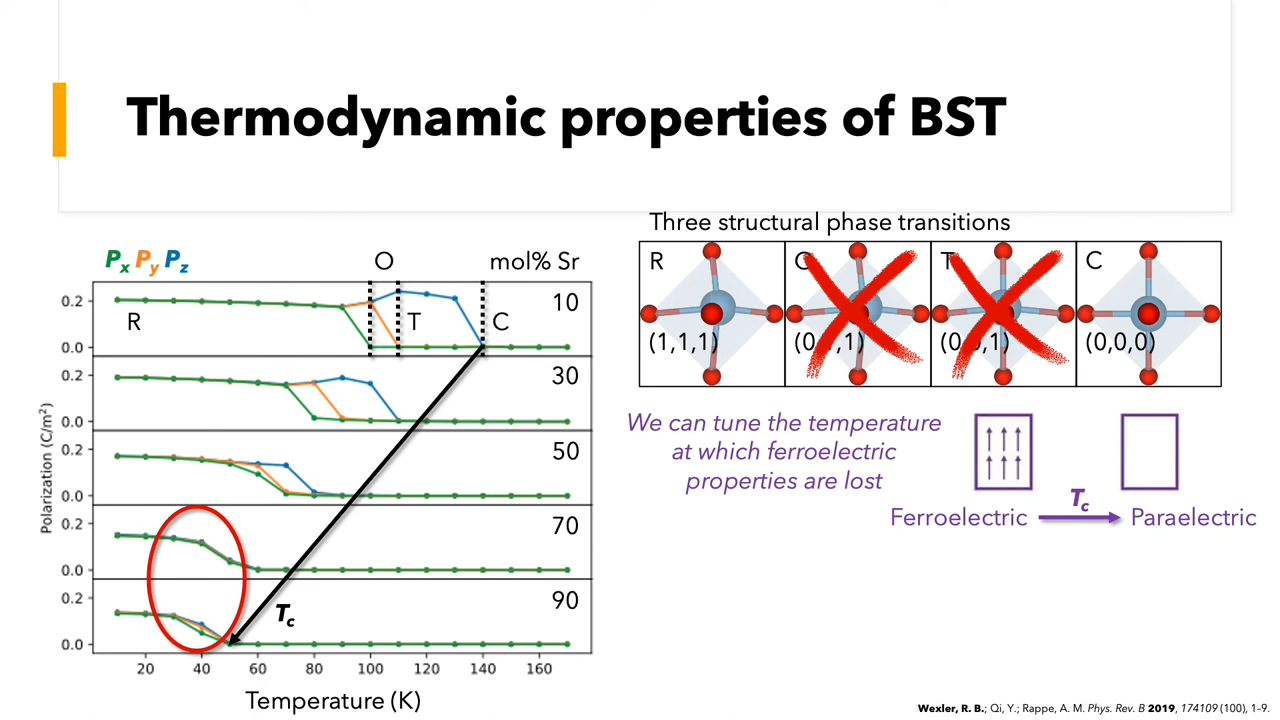 Thermodynamic properties of BST
Px Py Pz
O
mol% Sr
0.2
0.0
R
T
C
10
0.2
0.0
30
0.2
0.0
50
0.2
0.0
70
0.2
0.0
90
Tc
Polarization (C/m²)
20 40 60 80 100 120 140 160
Temperature (K)
Three structural phase transitions
R
T
C
(1,1,1)
(0,0,0)
We can tune the temperature
at which ferroelectric
properties are lost
Tc
Ferroelectric
Paraelectric
Wexler, R. B.; Qi, Y.; Rappe, A. M. Phys. Rev. B 2019, 174109 (100), 1-9.